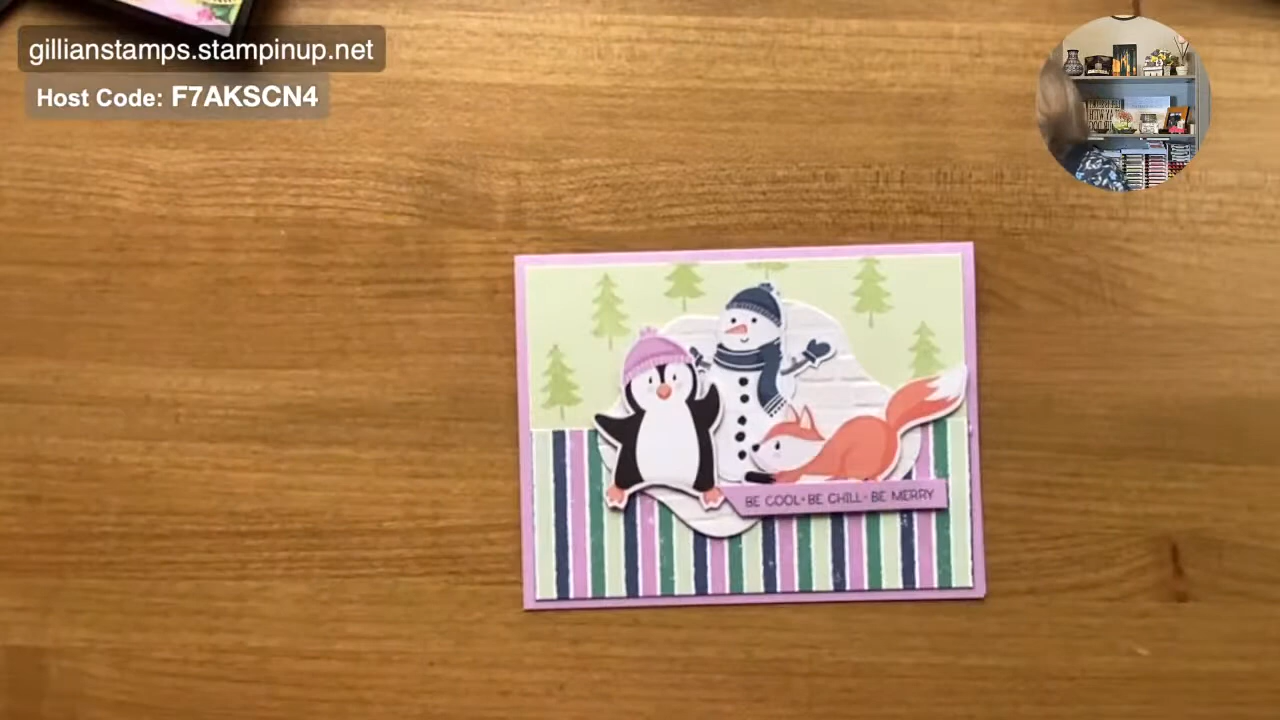 gillianstamps.stampinup.net
Host Code: F7AKSCN4
BE COOL • BE CHILL • BE MERRY